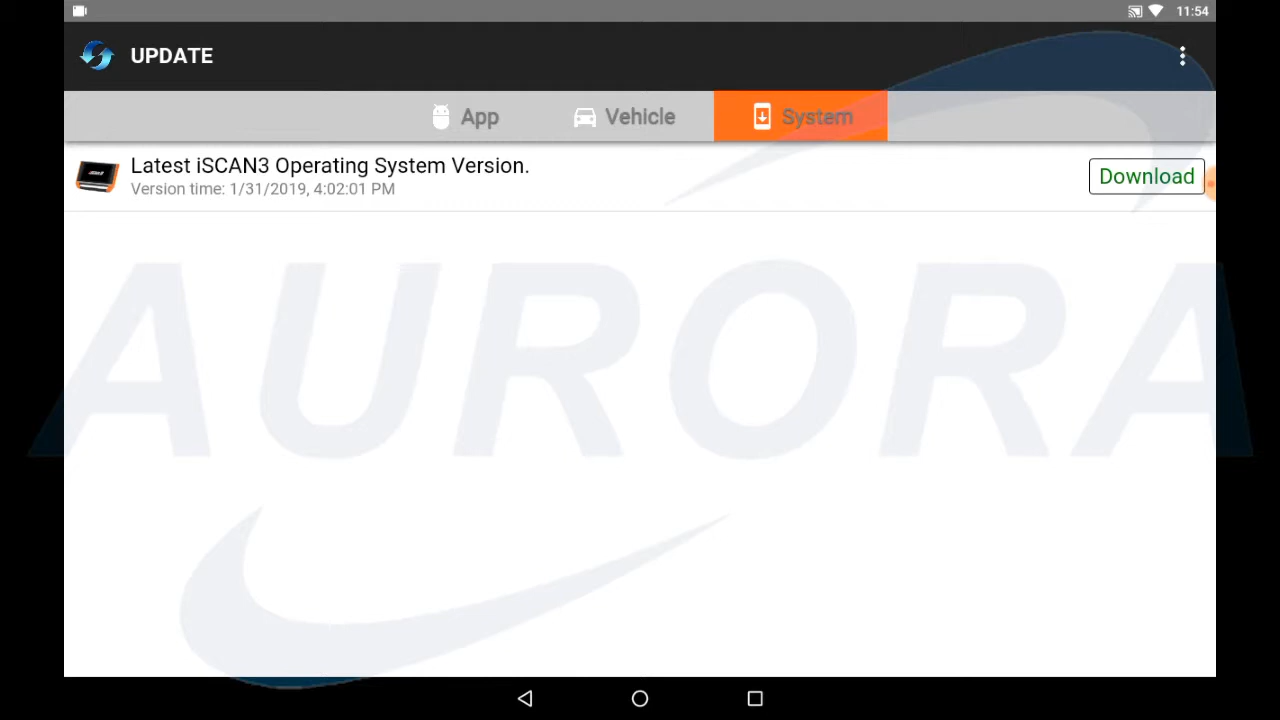 11:54
UPDATE
App
Vehicle
System
Latest iSCAN3 Operating System Version.
Version time: 1/31/2019, 4:02:01 PM
Download
AURORA